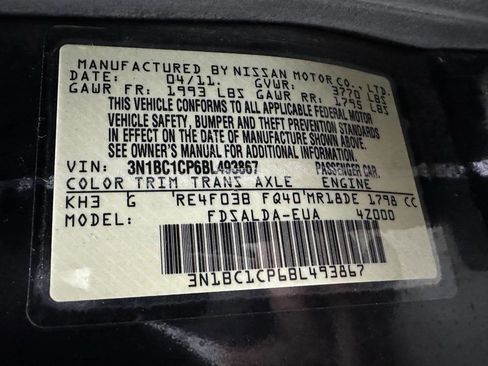 MANUFACTURED BY NISSAN MOTOR CO., LTD.
DATE: 04/11. GVWR: 3770 LBS
GAWR FR: 1993 LBS GAWR RR: 1795 LBS
THIS VEHICLE CONFORMS TO ALL APPLICABLE FEDERAL MOTOR
VEHICLE SAFETY, BUMPER AND THEFT PREVENTION STANDARDS
IN EFFECT ON THE DATE OF MANUFACTURE SHOWN ABOVE.
SEE OWNER'S MANUAL FOR ADDITIONAL INFORMATION.
VIN: 3N1BC1CP6BL493867 PASSENGER CAR.
COLOR TRIM TRANS AXLE ENGINE
KH3 G RE4F03B FQ40 MR18DE 1798 CC
MODEL: FDSALDA-EUA 4Z000
3N1BC1CP6BL493867